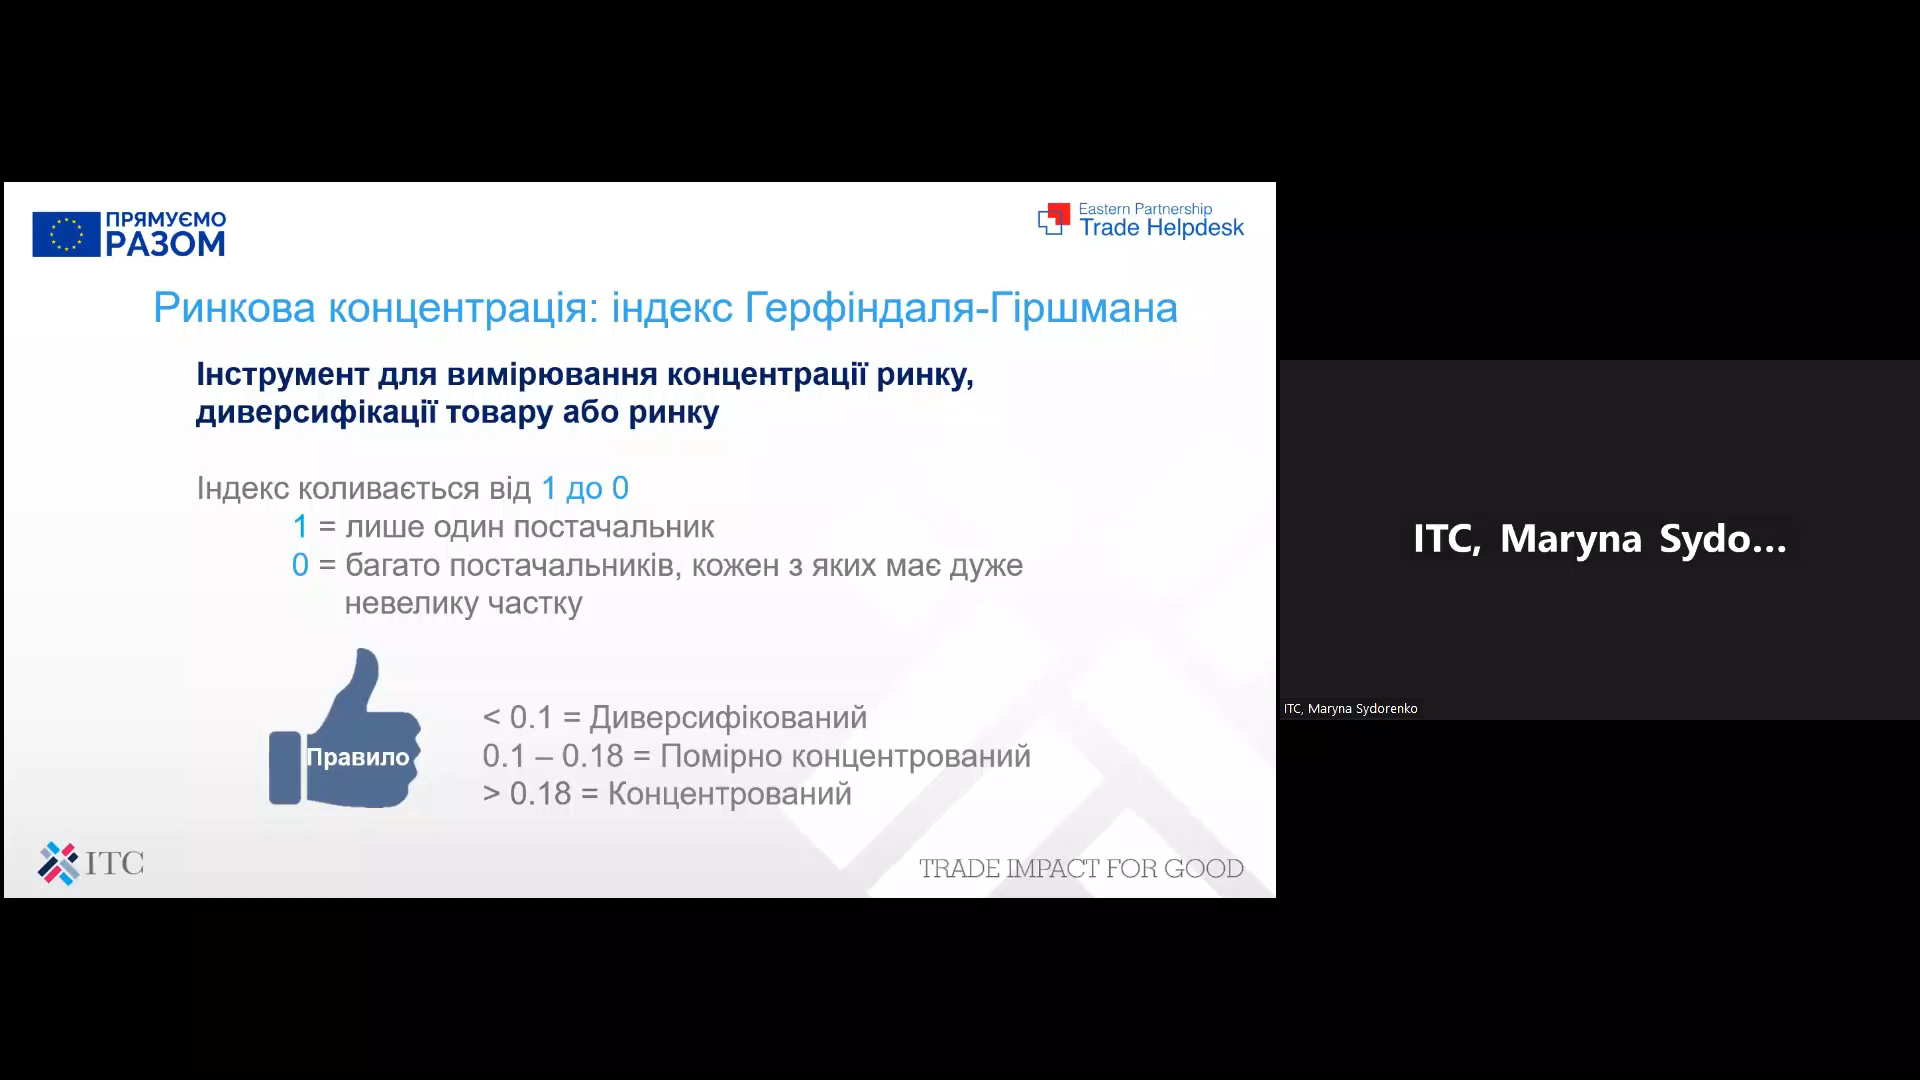 ПРЯМУЄМО
РАЗОМ
Eastern Partnership
Trade Helpdesk
Ринкова концентрація: індекс Герфіндаля-Гіршмана
Інструмент для вимірювання концентрації ринку,
диверсифікації товару або ринку
Індекс коливається від 1 до 0
1 = лише один постачальник
0 = багато постачальників, кожен з яких має дуже
невелику частку
Правило
< 0.1 = Диверсифікований
0.1 – 0.18 = Помірно концентрований
> 0.18 = Концентрований
ITC
TRADE IMPACT FOR GOOD
ITC, Maryna Sydo...
ITC, Maryna Sydorenko